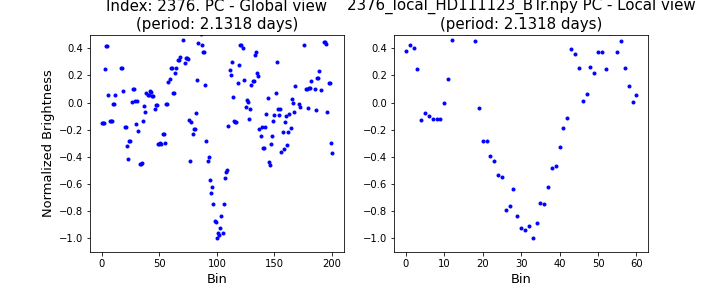 Index: 2376. PC - Global view
(period: 2.1318 days)
2376_local_HD111123_BTr.npy PC - Local view
(period: 2.1318 days)
Normalized Brightness
0.4
0.2
0.0
−0.2
−0.4
−0.6
−0.8
−1.0
0 50 100 150 200
Bin
0.4
0.2
0.0
−0.2
−0.4
−0.6
−0.8
−1.0
0 10 20 30 40 50 60
Bin